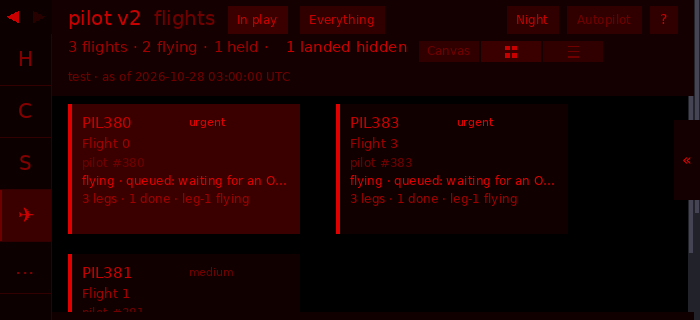 ◀ ▶ pilot v2 flights In play Everything Night Autopilot ?
3 flights · 2 flying · 1 held · 1 landed hidden Canvas
test · as of 2026-10-28 03:00:00 UTC
H
C
S
✈
...
PIL380 urgent
Flight 0
pilot #380
flying · queued: waiting for an O...
3 legs · 1 done · leg-1 flying
PIL383 urgent
Flight 3
pilot #383
flying · queued: waiting for an O...
3 legs · 1 done · leg-1 flying
«
PIL381 medium
Flight 1